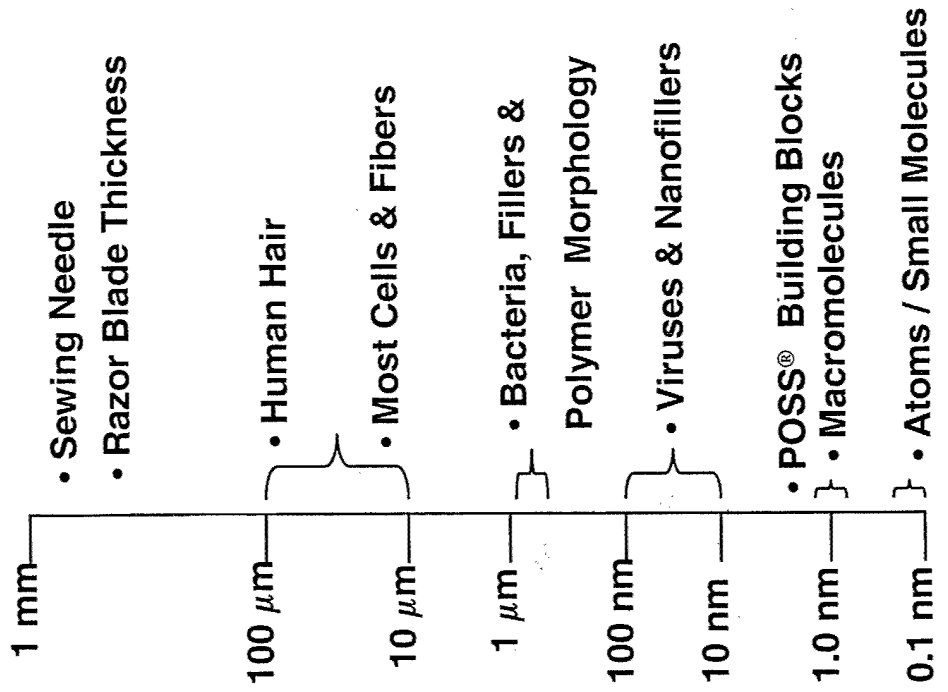 1 mm
• Sewing Needle
• Razor Blade Thickness
100 μm
• Human Hair
10 μm
• Most Cells & Fibers
1 μm
• Bacteria, Fillers &
Polymer Morphology
100 nm
• Viruses & Nanofillers
10 nm
• POSS® Building Blocks
1.0 nm
• Macromolecules
0.1 nm
• Atoms / Small Molecules